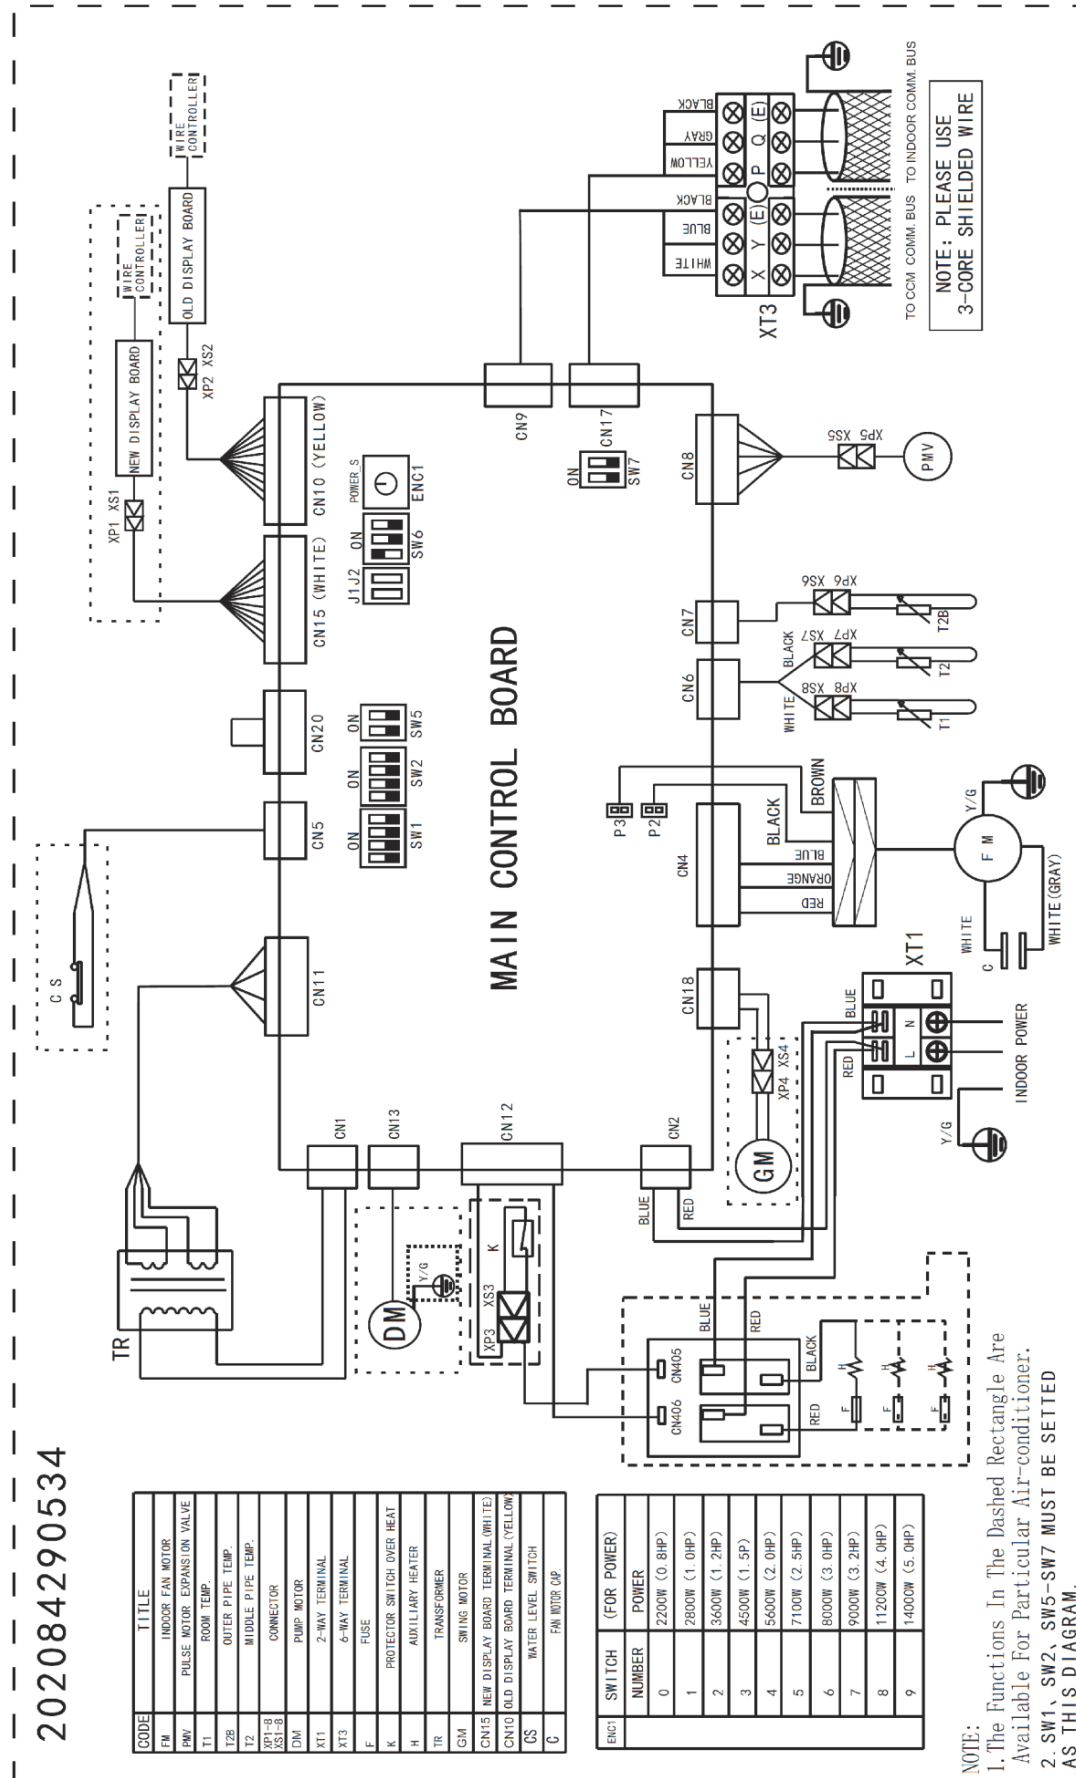 202084290534
CODE TITLE
FM INDOOR FAN MOTOR
PMV PULSE MOTOR EXPANSION VALVE
T1 ROOM TEMP.
T2B OUTER PIPE TEMP.
T2 MIDDLE PIPE TEMP.
XP1-8 XS1-8 CONNECTOR
DM PUMP MOTOR
XT1 2-WAY TERMINAL
XT3 6-WAY TERMINAL
F FUSE
K PROTECTOR SWITCH OVER HEAT
H AUXILIARY HEATER
TR TRANSFORMER
GM SWING MOTOR
CN15 NEW DISPLAY BOARD TERMINAL(WHITE)
CN10 OLD DISPLAY BOARD TERMINAL(YELLOW)
CS WATER LEVEL SWITCH
C FAN MOTOR CAP.
ENC1 SWITCH (FOR POWER)
NUMBER POWER
0 2200W (0.8HP)
1 2800W (1.0HP)
2 3600W (1.2HP)
3 4500W (1.5P)
4 5600W (2.0HP)
5 7100W (2.5HP)
6 8000W (3.0HP)
7 9000W (3.2HP)
8 11200W (4.0HP)
9 14000W (5.0HP)
NOTE:
1.The Functions In The Dashed Rectangle Are
Available For Particular Air-conditioner.
2. SW1、SW2、SW5-SW7 MUST BE SETTED
AS THIS DIAGRAM.
TR
C S
XP1 XS1
NEW DISPLAY BOARD
WIRE
CONTROLLER
XP2 XS2
OLD DISPLAY BOARD
WIRE
CONTROLLER
CN11
CN5
CN20
CN15 (WHITE)
CN10 (YELLOW)
ON
SW1
ON
SW2
ON
SW5
J1J2
ON
SW6
POWER_S
ENC1
CN1
CN13
CN12
CN2
MAIN CONTROL BOARD
CN9
CN17
ON
SW7
DM
Y/G
XP3 XS3
K
CN406
CN405
BLUE
RED
BLUE
RED
BLACK
RED
F
H
F
H
F
H
CN18
CN4
CN6
CN7
CN8
GM
XP4 XS4
RED
ORANGE
BLUE
BLACK
BROWN
P3
P2
WHITE
BLACK
XS8 XP8
XS7 XP7
XS6 XP6
XS5 XP5
T1
T2
T2B
PMV
RED
BLUE
XT1
L
N
Y/G
INDOOR POWER
F M
Y/G
WHITE
C
WHITE(GRAY)
WHITE
BLUE
BLACK
YELLOW
GRAY
BLACK
X Y (E)
P Q (E)
XT3
TO CCM COMM. BUS
TO INDOOR COMM. BUS
NOTE: PLEASE USE
3-CORE SHIELDED WIRE